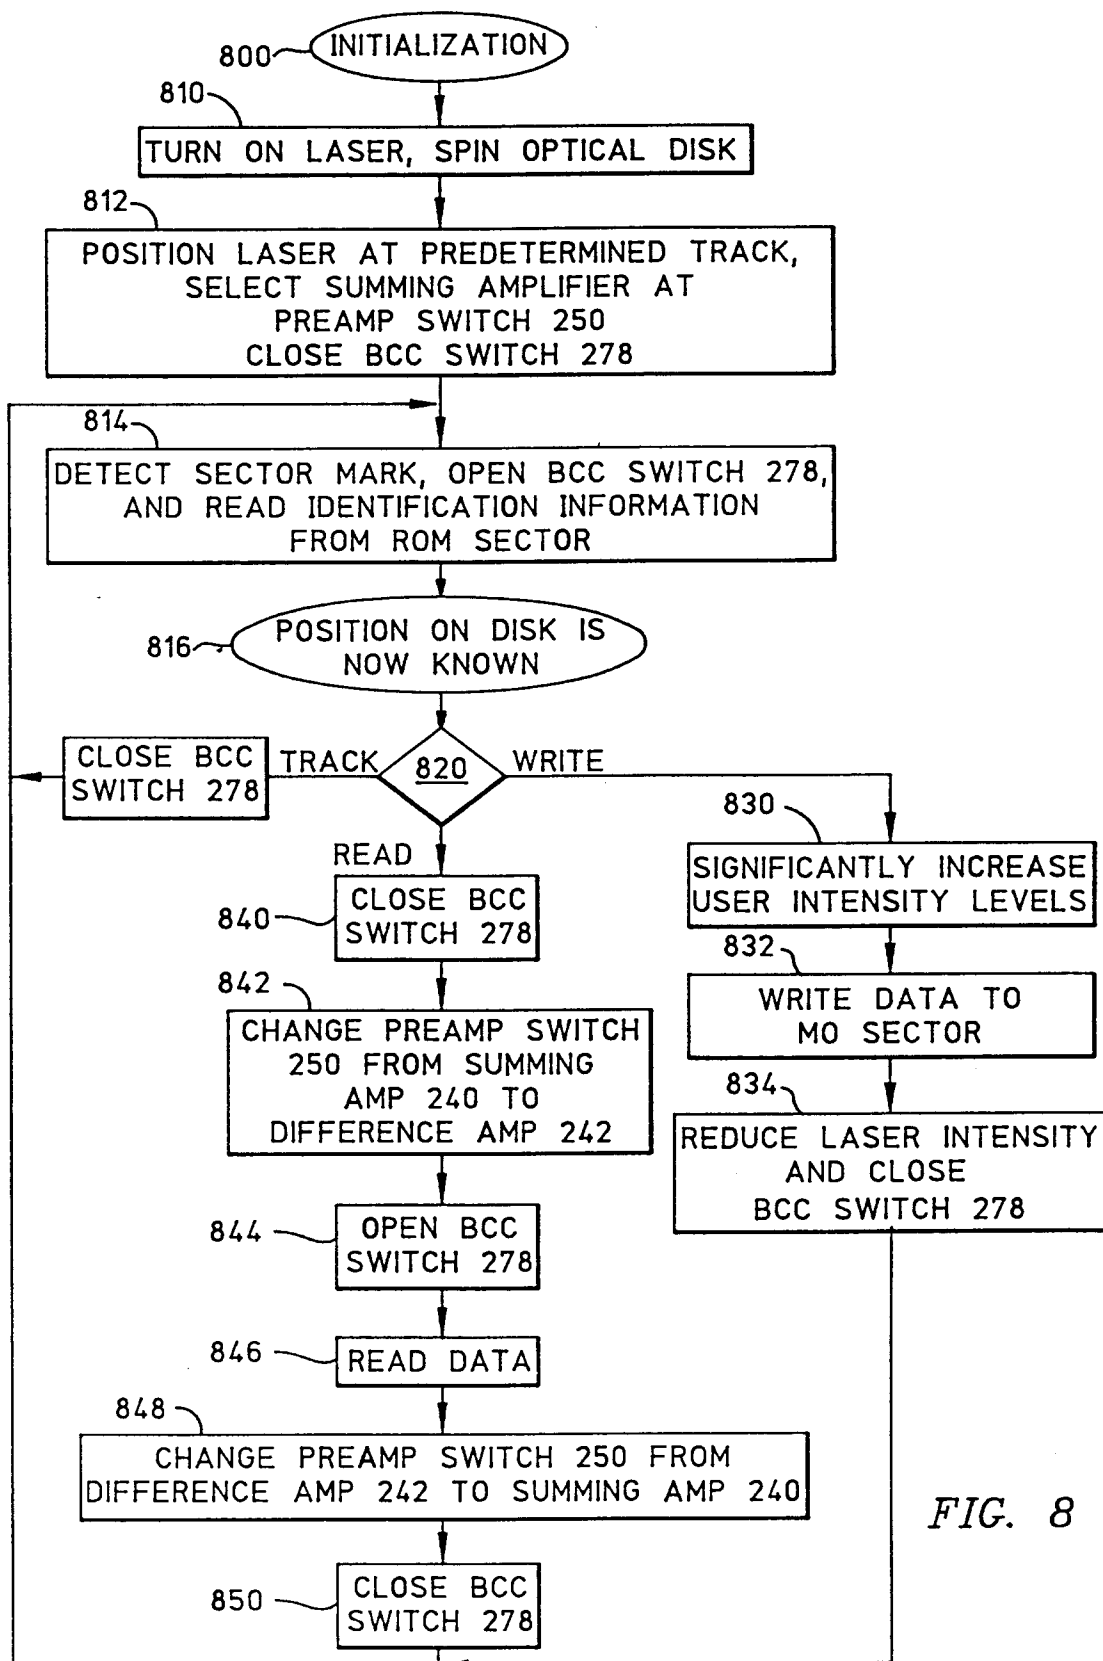 800
INITIALIZATION
810
TURN ON LASER, SPIN OPTICAL DISK
812
POSITION LASER AT PREDETERMINED TRACK,
SELECT SUMMING AMPLIFIER AT
PREAMP SWITCH 250
CLOSE BCC SWITCH 278
814
DETECT SECTOR MARK, OPEN BCC SWITCH 278,
AND READ IDENTIFICATION INFORMATION
FROM ROM SECTOR
816
POSITION ON DISK IS
NOW KNOWN
CLOSE BCC
SWITCH 278
TRACK
820
WRITE
READ
840
CLOSE BCC
SWITCH 278
842
CHANGE PREAMP SWITCH
250 FROM SUMMING
AMP 240 TO
DIFFERENCE AMP 242
844
OPEN BCC
SWITCH 278
846
READ DATA
848
CHANGE PREAMP SWITCH 250 FROM
DIFFERENCE AMP 242 TO SUMMING AMP 240
850
CLOSE BCC
SWITCH 278
830
SIGNIFICANTLY INCREASE
USER INTENSITY LEVELS
832
WRITE DATA TO
MO SECTOR
834
REDUCE LASER INTENSITY
AND CLOSE
BCC SWITCH 278
FIG. 8